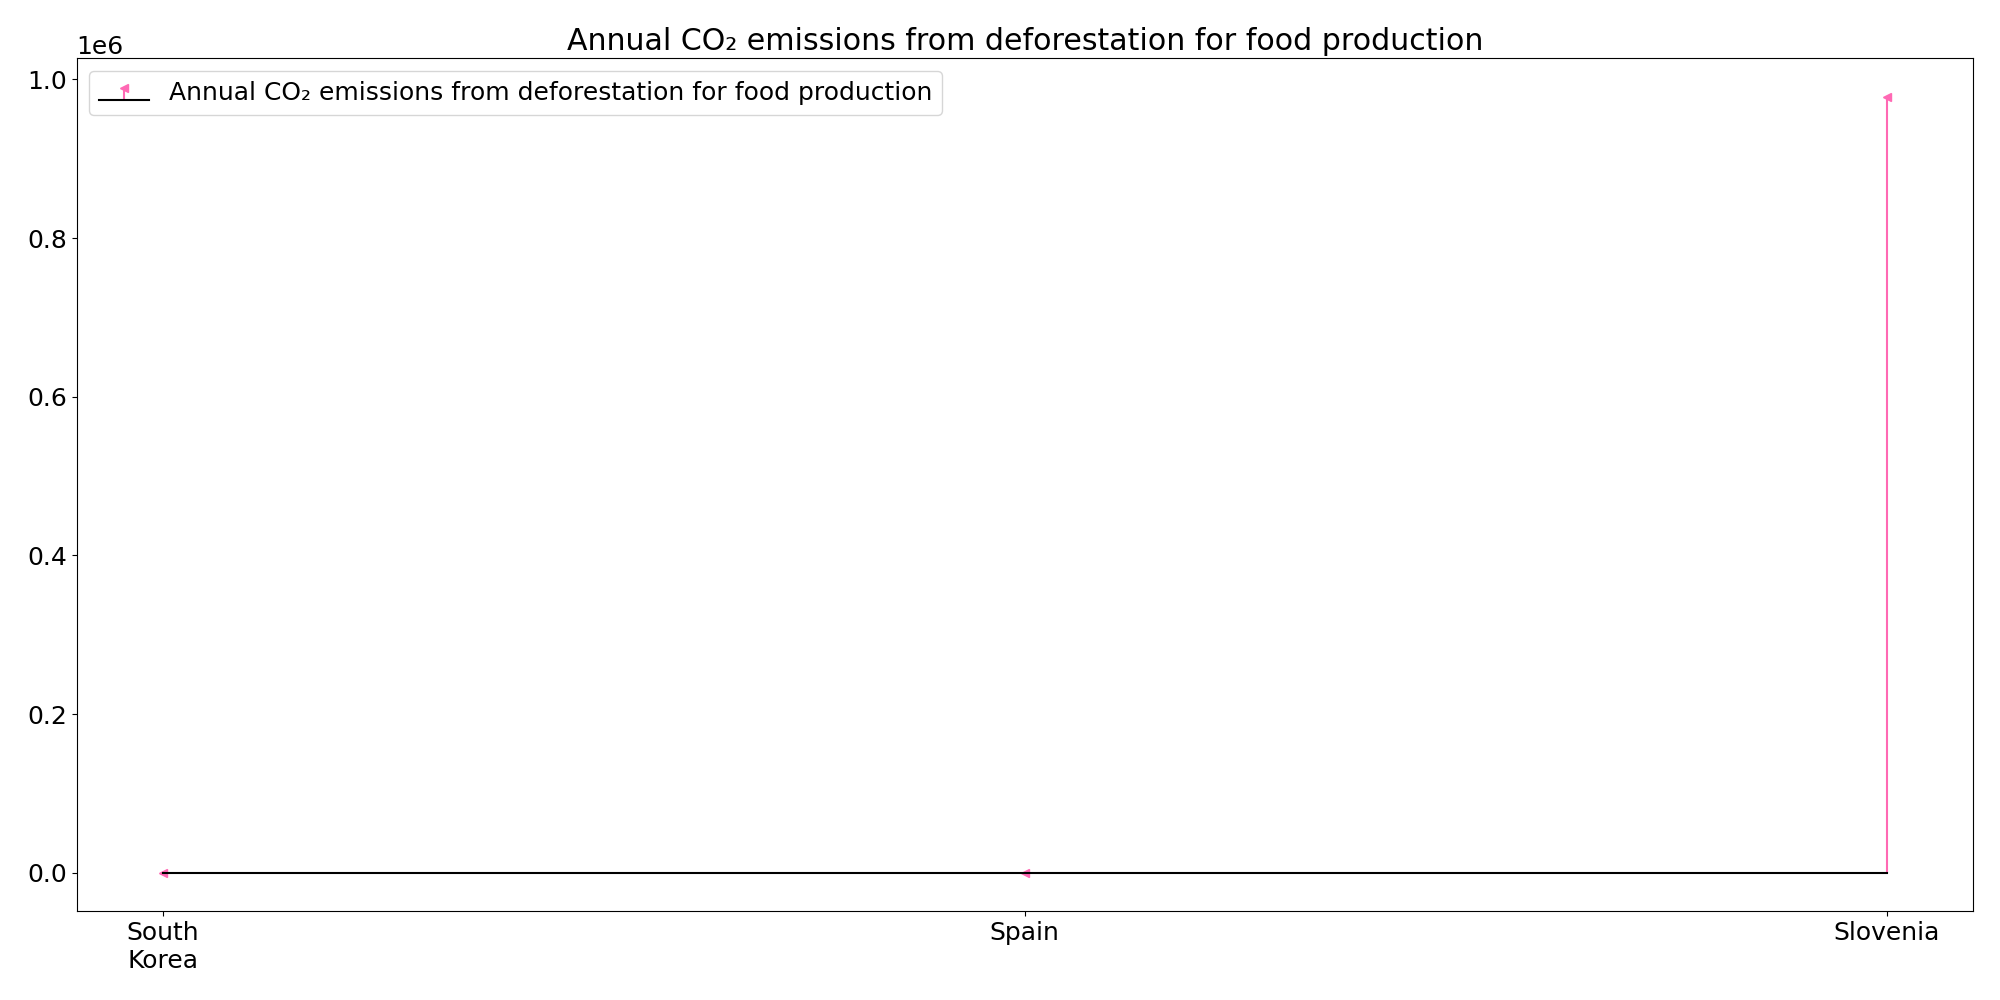 Annual CO₂ emissions from deforestation for food production
1e6
Annual CO₂ emissions from deforestation for food production
1.0
0.8
0.6
0.4
0.2
0.0
South
Korea
Spain
Slovenia